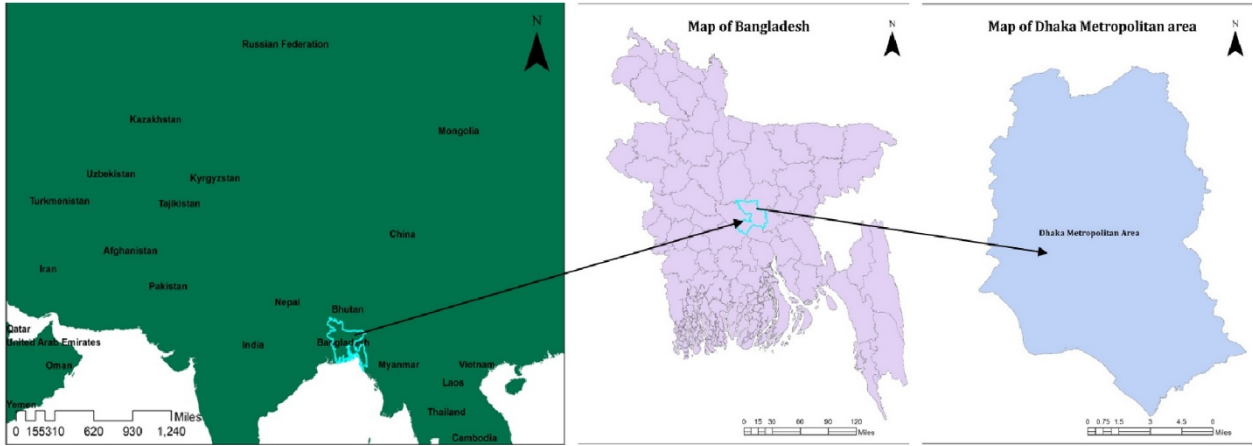 N
Russian Federation
Kazakhstan
Mongolia
Uzbekistan
Kyrgyzstan
Turkmenistan
Tajikistan
China
Afghanistan
Iran
Pakistan
Nepal
Bhutan
Qatar
United Arab Emirates
India
Bangladesh
Oman
Myanmar
Vietnam
Laos
Yemen
Thailand
Cambodia
Miles
0 155310 620 930 1,240
Map of Bangladesh
N
0 15 30 60 90 120
Miles
Map of Dhaka Metropolitan area
N
Dhaka Metropolitan Area
0 0.75 1.5 3 4.5 6
Miles